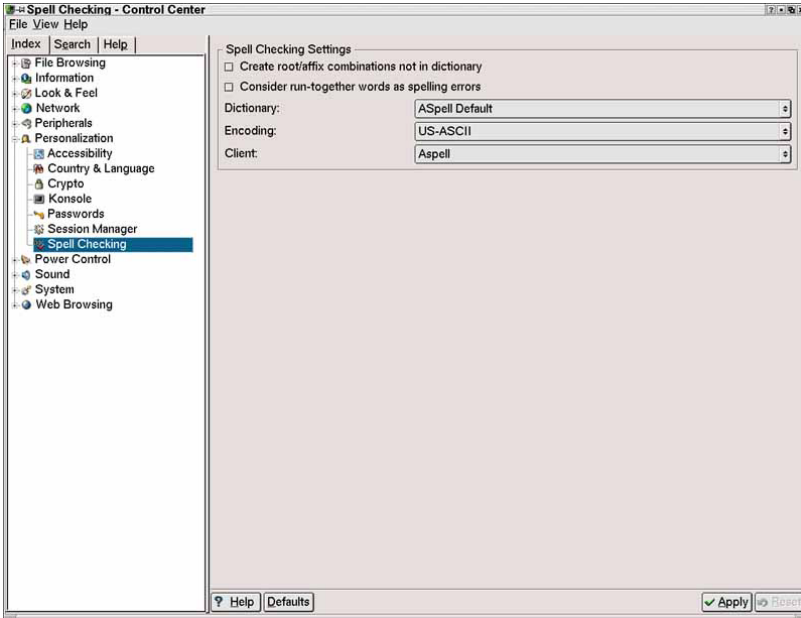 Spell Checking - Control Center
File View Help
Index Search Help
File Browsing
Information
Look & Feel
Network
Peripherals
Personalization
Accessibility
Country & Language
Crypto
Konsole
Passwords
Session Manager
Spell Checking
Power Control
Sound
System
Web Browsing
Spell Checking Settings
Create root/affix combinations not in dictionary
Consider run-together words as spelling errors
Dictionary: ASpell Default
Encoding: US-ASCII
Client: Aspell
? Help Defaults Apply Reset